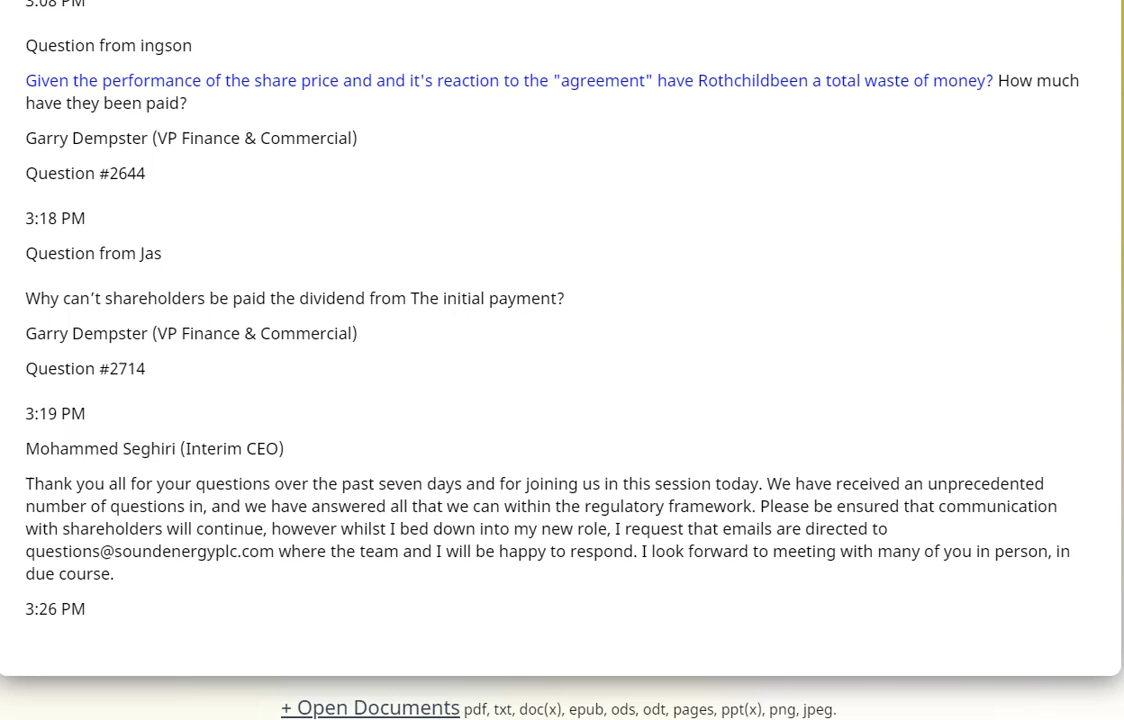 3:08 PM
Question from ingson
Given the performance of the share price and and it's reaction to the "agreement" have Rothchildbeen a total waste of money? How much
have they been paid?
Garry Dempster (VP Finance & Commercial)
Question #2644
3:18 PM
Question from Jas
Why can’t shareholders be paid the dividend from The initial payment?
Garry Dempster (VP Finance & Commercial)
Question #2714
3:19 PM
Mohammed Seghiri (Interim CEO)
Thank you all for your questions over the past seven days and for joining us in this session today. We have received an unprecedented
number of questions in, and we have answered all that we can within the regulatory framework. Please be ensured that communication
with shareholders will continue, however whilst I bed down into my new role, I request that emails are directed to
questions@soundenergyplc.com where the team and I will be happy to respond. I look forward to meeting with many of you in person, in
due course.
3:26 PM
+ Open Documents pdf, txt, doc(x), epub, ods, odt, pages, ppt(x), png, jpeg.